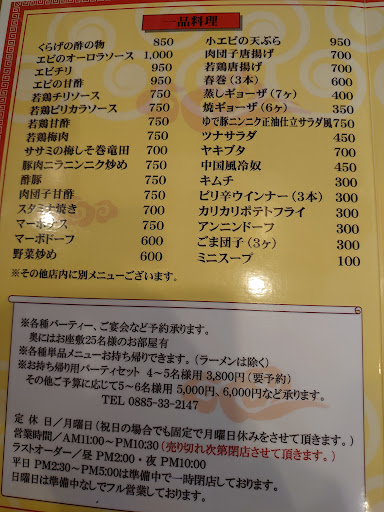 一品料理
くらげの酢の物 850
エビのオーロラソース 1,000
エビチリ 950
エビの甘酢 950
若鶏チリソース 750
若鶏ピリカラソース 750
若鶏甘酢 750
若鶏梅肉 750
ササミの梅しそ巻竜田 700
豚肉ニラニンニク炒め 750
酢豚 750
肉団子甘酢 750
スタミナ焼き 700
マーボナス 750
マーボドーフ 600
野菜炒め 600
小エビの天ぷら 950
肉団子唐揚げ 700
若鶏唐揚げ 700
春巻(3本) 600
蒸しギョーザ(7ヶ) 400
焼ギョーザ(6ヶ) 350
ゆで豚ニンニク正油仕立サラダ風 750
ツナサラダ 450
ヤキブタ 700
中国風冷奴 450
キムチ 300
ピリ辛ウインナー(3本) 300
カリカリポテトフライ 300
アンニンドーフ 300
ごま団子(3ヶ) 300
ミニスープ 100
※その他店内に別メニューございます。
※各種パーティー、ご宴会など予約承ります。
奥にはお座敷25名様のお部屋有
※各種単品メニューお持ち帰りできます。(ラーメンは除く)
※お持ち帰り用パーティセット 4~5名様用 3,800円(要予約)
その他ご予算に応じて5~6名様用 5,000円、6,000円など承ります。
TEL 0885-33-2147
定休日/月曜日(祝日の場合でも固定で月曜日休みをさせて頂きます。)
営業時間/AM11:00~PM10:30(売り切れ次第閉店させて頂きます。)
ラストオーダー/昼 PM2:00・夜 PM10:00
平日 PM2:30~PM5:00は準備中で一時閉店しております。
日曜日は準備中なしでフル営業しております。